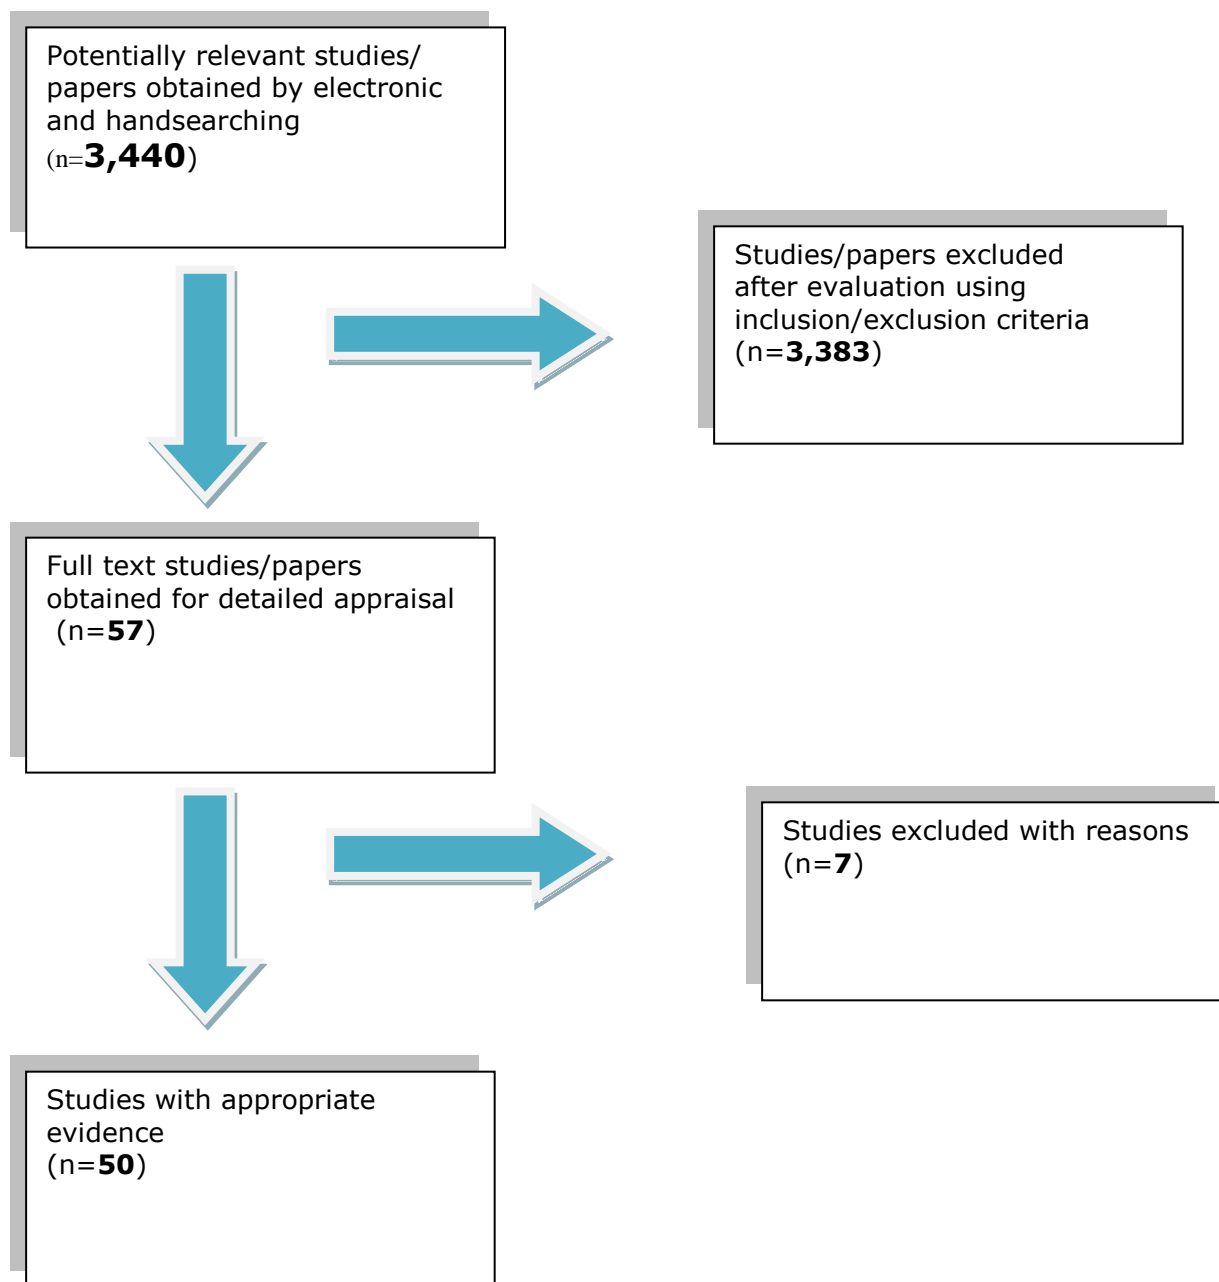 Potentially relevant studies/
papers obtained by electronic
and handsearching
(n=3,440)
Studies/papers excluded
after evaluation using
inclusion/exclusion criteria
(n=3,383)
Full text studies/papers
obtained for detailed appraisal
(n=57)
Studies excluded with reasons
(n=7)
Studies with appropriate
evidence
(n=50)